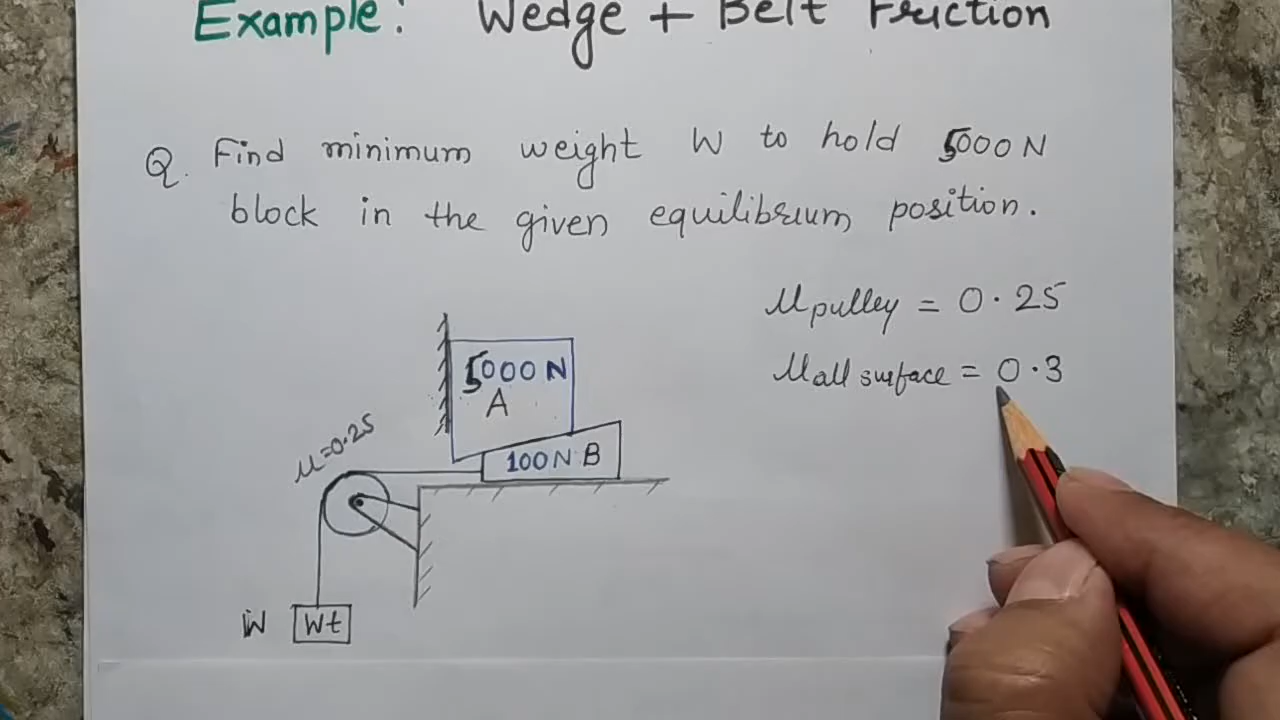 Example: Wedge + Belt Friction
Q. Find minimum weight W to hold 5000 N
block in the given equilibrium position.
μpulley = 0.25
μall surface = 0.3
5000 N
A
μ=0.25
100N B
W Wt